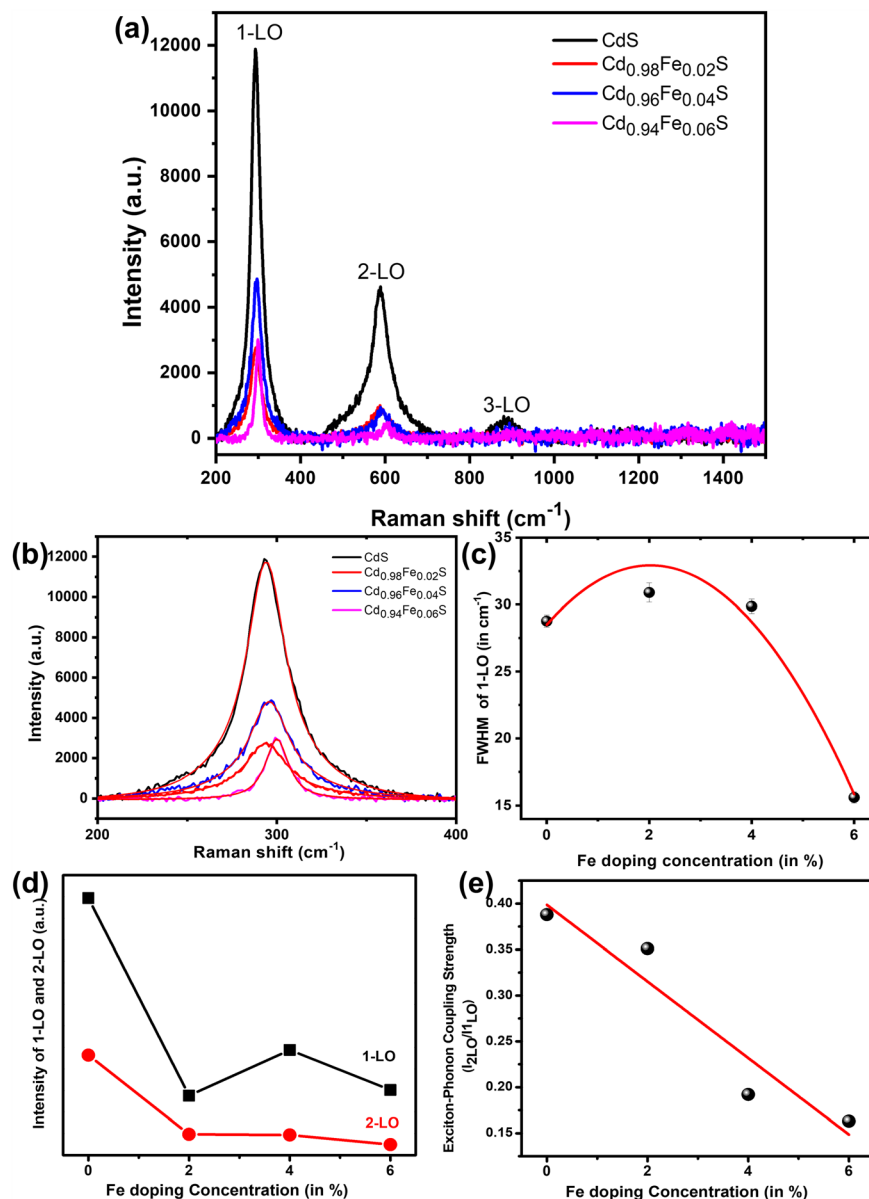 (a)
1-LO
2-LO
3-LO
CdS
Cd0.98Fe0.02S
Cd0.96Fe0.04S
Cd0.94Fe0.06S
12000
10000
8000
6000
4000
2000
0
Intensity (a.u.)
200 400 600 800 1000 1200 1400
Raman shift (cm-1)
(b)
CdS
Cd0.98Fe0.02S
Cd0.96Fe0.04S
Cd0.94Fe0.06S
12000
10000
8000
6000
4000
2000
0
Intensity (a.u.)
200 300 400
Raman shift (cm-1)
(c)
35
30
25
20
15
FWHM of 1-LO (in cm-1)
0 2 4 6
Fe doping concentration (in %)
(d)
Intensity of 1-LO and 2-LO (a.u.)
1-LO
2-LO
0 2 4 6
Fe doping Concentration (in %)
(e)
0.40
0.35
0.30
0.25
0.20
0.15
Exciton-Phonon Coupling Strength
(I2LO/I1LO)
0 2 4 6
Fe doping Concentration (in %)